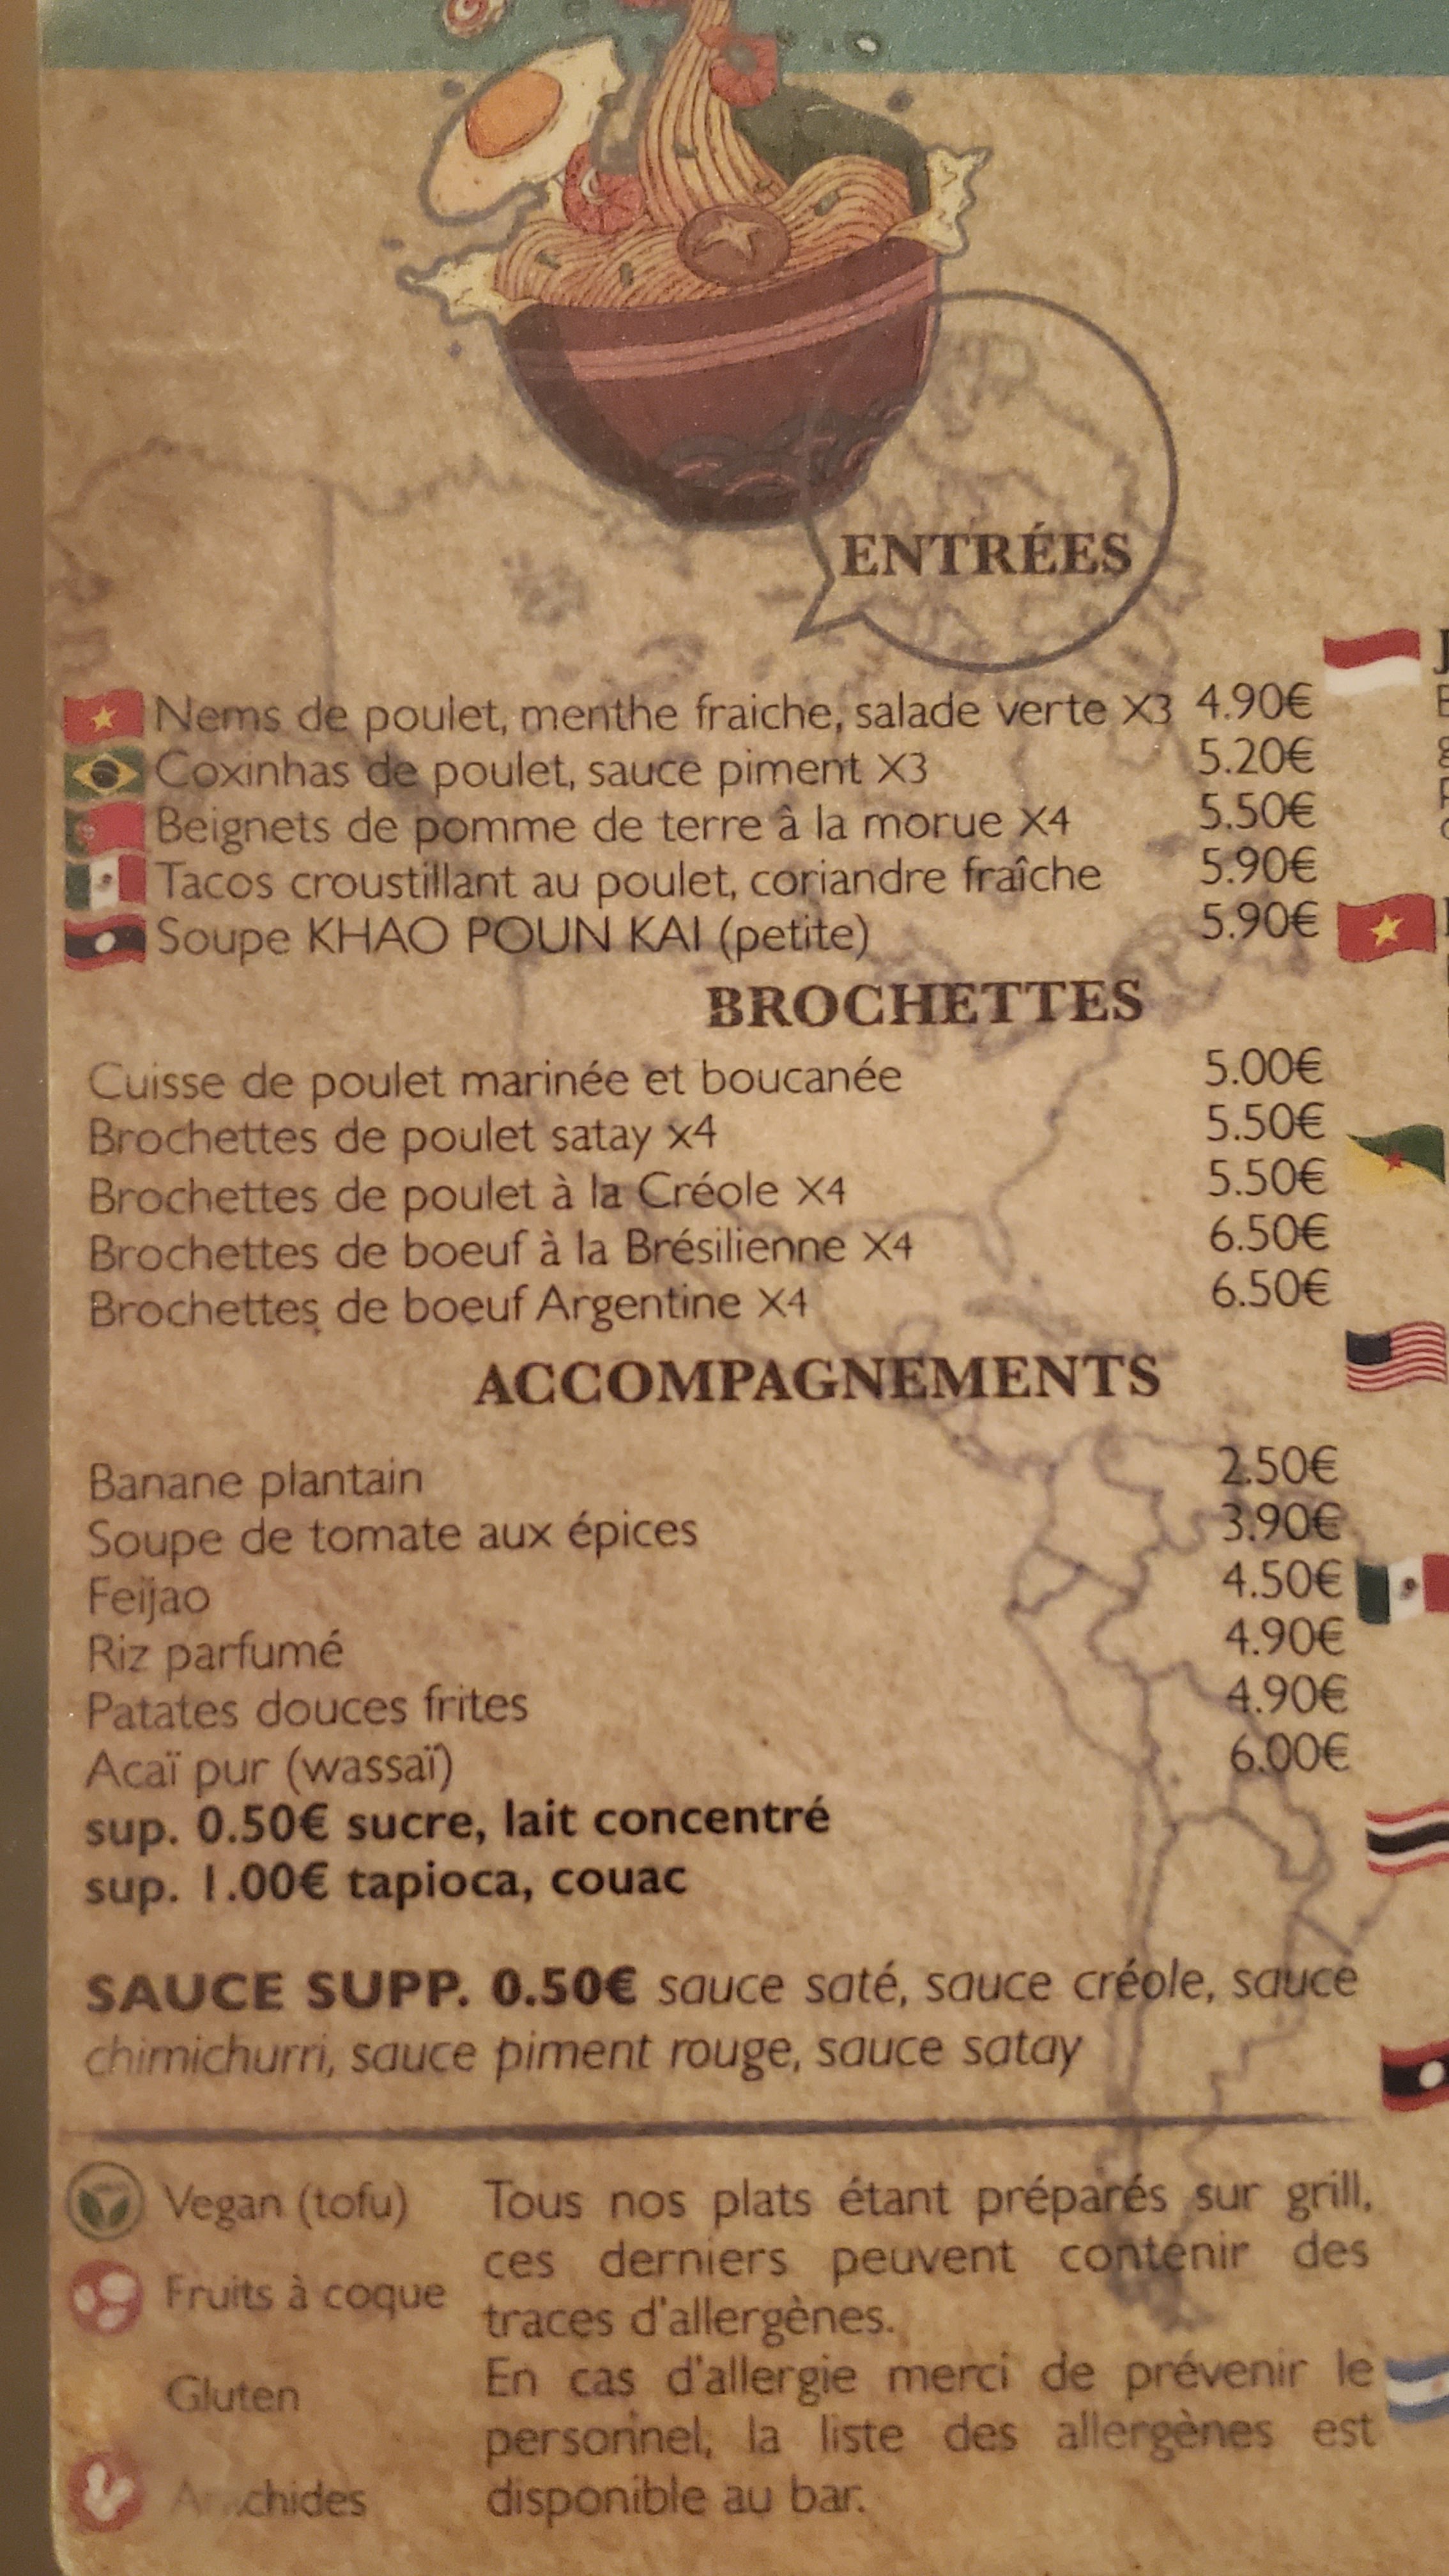 ENTRÉES
Nems de poulet, menthe fraiche, salade verte X3 4.90€
Coxinhas de poulet, sauce piment X3 5.20€
Beignets de pomme de terre â la morue X4 5.50€
Tacos croustillant au poulet, coriandre fraîche 5.90€
Soupe KHAO POUN KAI (petite) 5.90€
BROCHETTES
Cuisse de poulet marinée et boucanée 5.00€
Brochettes de poulet satay x4 5.50€
Brochettes de poulet à la Créole X4 5.50€
Brochettes de boeuf à la Brésilienne X4 6.50€
Brochettes de boeuf Argentine X4 6.50€
ACCOMPAGNEMENTS
Banane plantain 2.50€
Soupe de tomate aux épices 3.90€
Feijao 4.50€
Riz parfumé 4.90€
Patates douces frites 4.90€
Acaï pur (wassaï) 6.00€
sup. 0.50€ sucre, lait concentré
sup. 1.00€ tapioca, couac
SAUCE SUPP. 0.50€ sauce saté, sauce créole, sauce
chimichurri, sauce piment rouge, sauce satay
Vegan (tofu)
Fruits à coque
Gluten
Arachides
Tous nos plats étant préparés sur grill,
ces derniers peuvent contenir des
traces d'allergènes.
En cas d'allergie merci de prévenir le
personnel, la liste des allergènes est
disponible au bar.